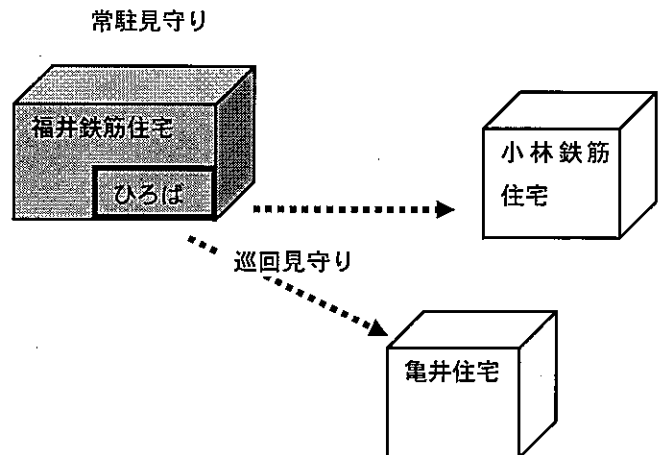 常駐見守り
福井鉄筋住宅
ひろば
小林鉄筋
住宅
巡回見守り
亀井住宅